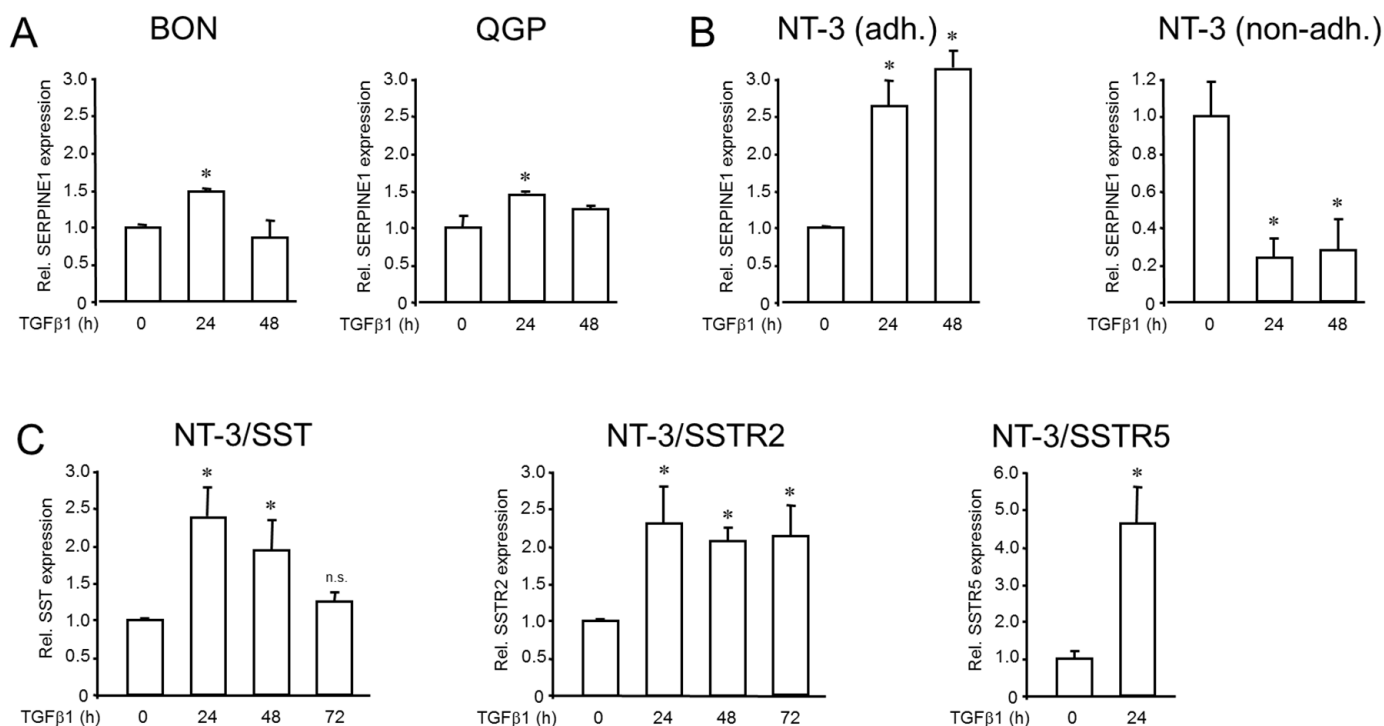 A
BON
Rel. SERPINE1 expression
3.0
2.5
2.0
1.5
1.0
0.5
0
*
TGFβ1 (h) 0 24 48
QGP
Rel. SERPINE1 expression
3.0
2.5
2.0
1.5
1.0
0.5
0
*
TGFβ1 (h) 0 24 48
B
NT-3 (adh.)
Rel. SERPINE1 expression
3.0
2.5
2.0
1.5
1.0
0.5
0
* *
TGFβ1 (h) 0 24 48
NT-3 (non-adh.)
Rel. SERPINE1 expression
1.2
1.0
0.8
0.6
0.4
0.2
0
* *
TGFβ1 (h) 0 24 48
C
NT-3/SST
Rel. SST expression
3.0
2.5
2.0
1.5
1.0
0.5
0
* * n.s.
TGFβ1 (h) 0 24 48 72
NT-3/SSTR2
Rel. SSTR2 expression
3.0
2.5
2.0
1.5
1.0
0.5
0
* * *
TGFβ1 (h) 0 24 48 72
NT-3/SSTR5
Rel. SSTR5 expression
6.0
5.0
4.0
3.0
2.0
1.0
0
*
TGFβ1 (h) 0 24